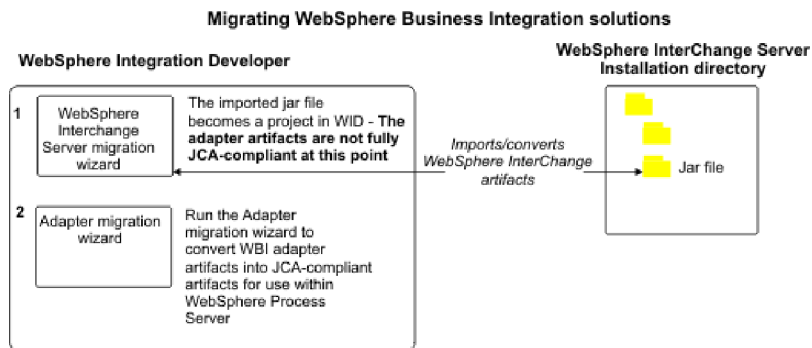 Migrating WebSphere Business Integration solutions
WebSphere Integration Developer
WebSphere InterChange Server
Installation directory
1
WebSphere
Interchange
Server migration
wizard
The imported jar file
becomes a project in WID - The
adapter artifacts are not fully
JCA-compliant at this point
Imports/converts
WebSphere InterChange
artifacts
Jar file
2
Adapter migration
wizard
Run the Adapter
migration wizard to
convert WBI adapter
artifacts into JCA-compliant
artifacts for use within
WebSphere Process
Server